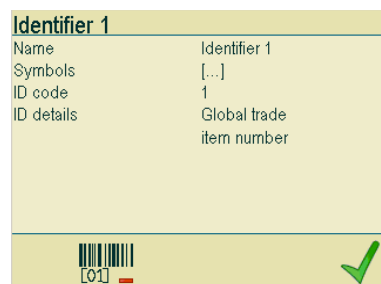 Identifier 1
Name Identifier 1
Symbols [...]
ID code 1
ID details Global trade
item number
[01]